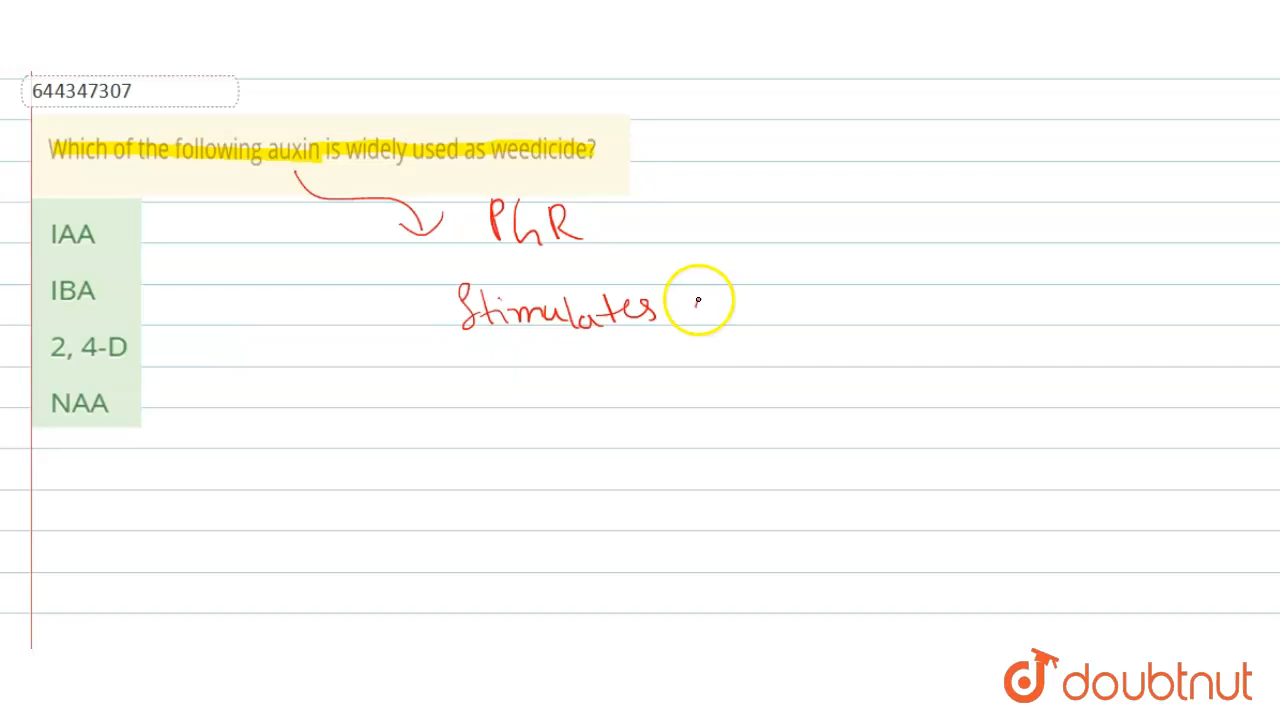 644347307
Which of the following auxin is widely used as weedicide?
PGR
IAA
Stimulates
IBA
2, 4-D
NAA
doubtnut